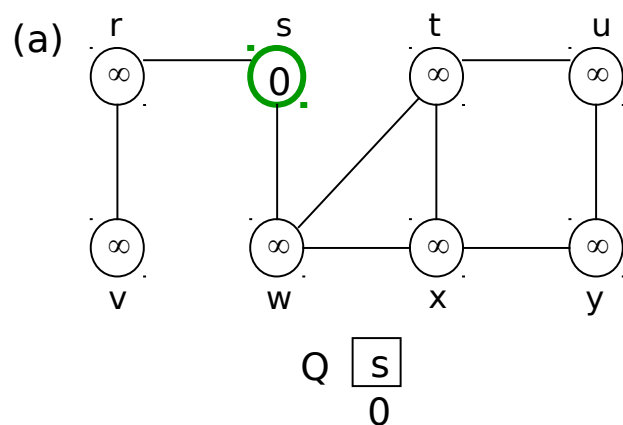 (a)
r s t u
∞ 0 ∞ ∞
∞ ∞ ∞ ∞
v w x y
Q s
0